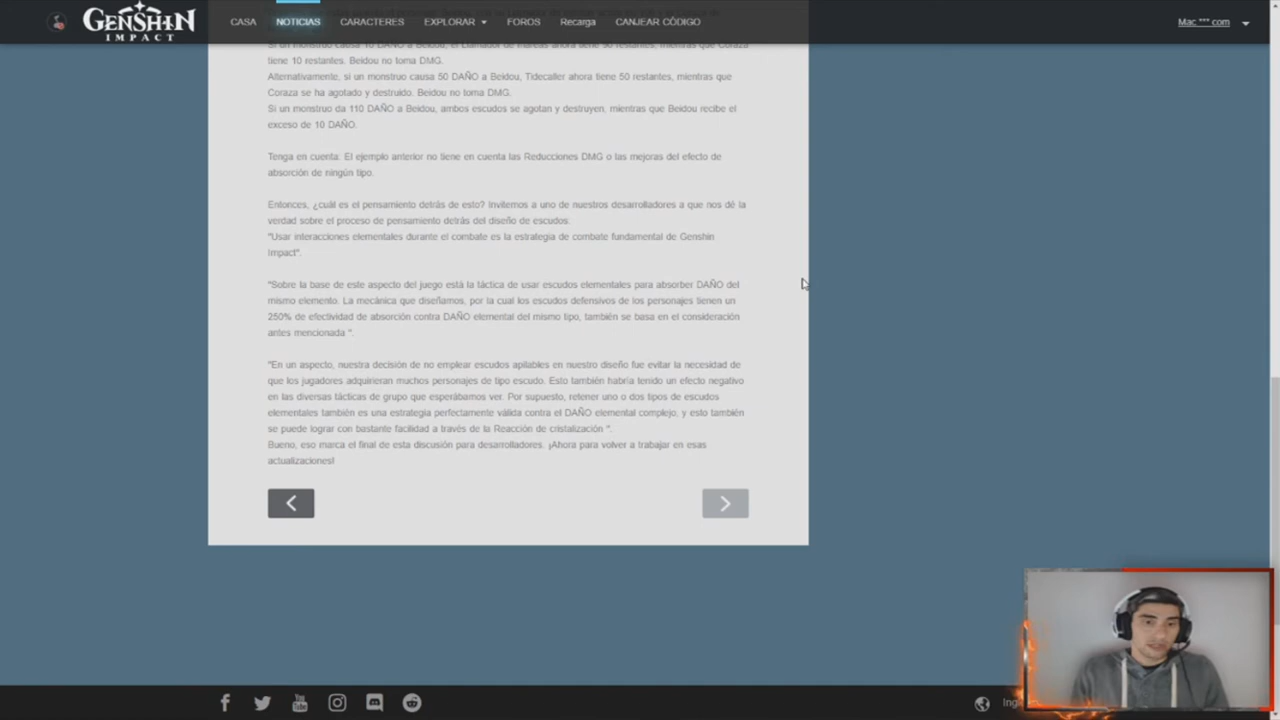 GENSHIN
IMPACT
CASA NOTICIAS CARACTERES EXPLORAR FOROS Recarga CANJEAR CÓDIGO
Mac *** com
Si un monstruo causa 10 DAÑO a Beidou, el Llamador de mareas ahora tiene 90 restantes, mientras que Coraza
tiene 10 restantes. Beidou no toma DMG.
Alternativamente, si un monstruo causa 50 DAÑO a Beidou, Tidecaller ahora tiene 50 restantes, mientras que
Coraza se ha agotado y destruido. Beidou no toma DMG.
Si un monstruo da 110 DAÑO a Beidou, ambos escudos se agotan y destruyen, mientras que Beidou recibe el
exceso de 10 DAÑO.
Tenga en cuenta: El ejemplo anterior no tiene en cuenta las Reducciones DMG o las mejoras del efecto de
absorción de ningún tipo.
Entonces, ¿cuál es el pensamiento detrás de esto? Invitemos a uno de nuestros desarrolladores a que nos dé la
verdad sobre el proceso de pensamiento detrás del diseño de escudos.
"Usar interacciones elementales durante el combate es la estrategia de combate fundamental de Genshin
Impact".
"Sobre la base de este aspecto del juego está la táctica de usar escudos elementales para absorber DAÑO del
mismo elemento. La mecánica que diseñamos, por la cual los escudos defensivos de los personajes tienen un
250% de efectividad de absorción contra DAÑO elemental del mismo tipo, también se basa en el consideración
antes mencionada ".
"En un aspecto, nuestra decisión de no emplear escudos apilables en nuestro diseño fue evitar la necesidad de
que los jugadores adquirieran muchos personajes de tipo escudo. Esto también habría tenido un efecto negativo
en las diversas tácticas de grupo que esperábamos ver. Por supuesto, retener uno o dos tipos de escudos
elementales también es una estrategia perfectamente válida contra el DAÑO elemental complejo, y esto también
se puede lograr con bastante facilidad a través de la Reacción de cristalización ".
Bueno, eso marca el final de esta discusión para desarrolladores. ¡Ahora para volver a trabajar en esas
actualizaciones!